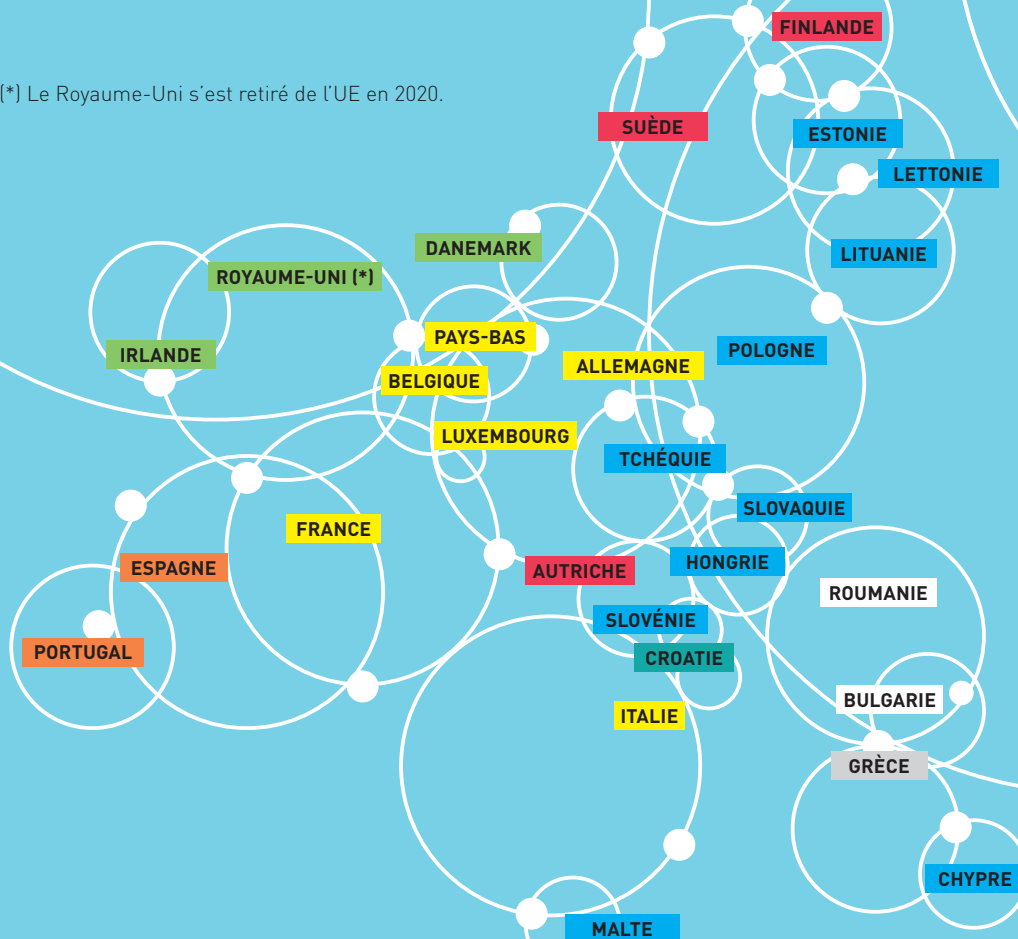 FINLANDE
(*) Le Royaume-Uni s'est retiré de l'UE en 2020.
SUÈDE
ESTONIE
LETTONIE
DANEMARK
LITUANIE
ROYAUME-UNI (*)
PAYS-BAS
IRLANDE
POLOGNE
ALLEMAGNE
BELGIQUE
LUXEMBOURG
TCHÉQUIE
SLOVAQUIE
FRANCE
HONGRIE
ESPAGNE
AUTRICHE
ROUMANIE
SLOVÉNIE
PORTUGAL
CROATIE
BULGARIE
ITALIE
GRÈCE
CHYPRE
MALTE